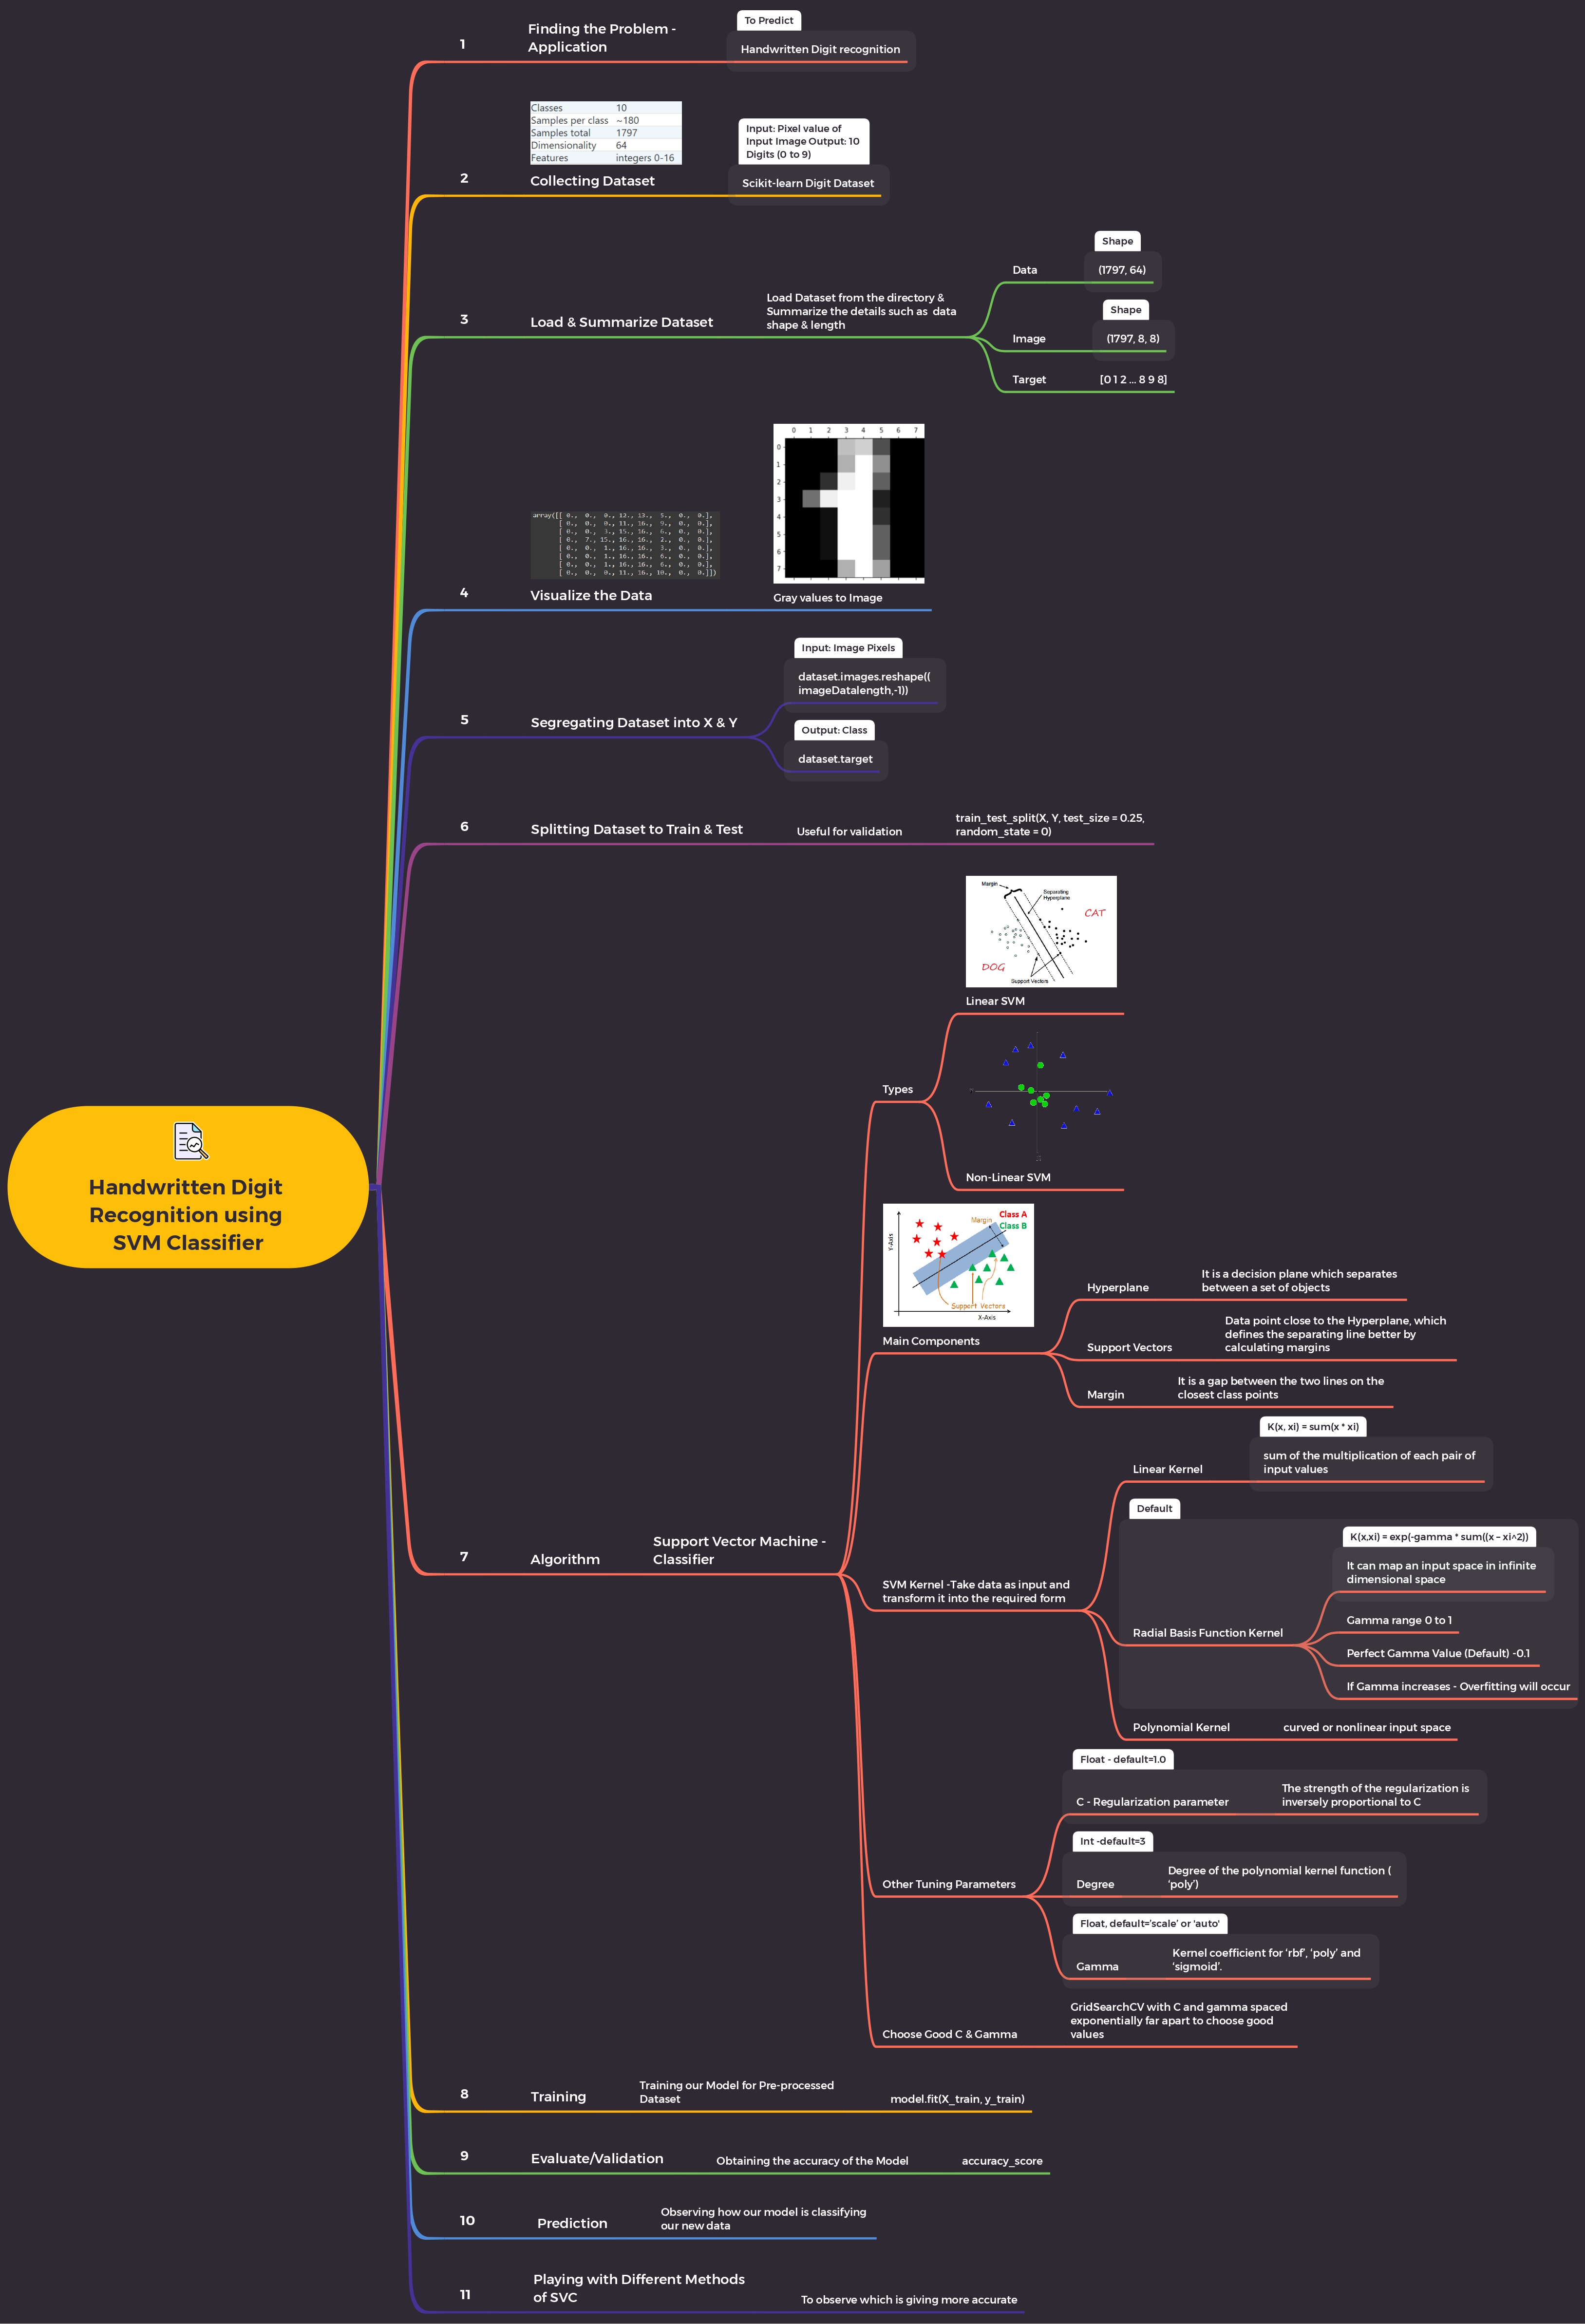 Handwritten Digit
Recognition using
SVM Classifier
1
Finding the Problem -
Application
To Predict
Handwritten Digit recognition
Classes 10
Samples per class ~180
Samples total 1797
Dimensionality 64
Features integers 0-16
2
Collecting Dataset
Input: Pixel value of
Input Image Output: 10
Digits (0 to 9)
Scikit-learn Digit Dataset
3
Load & Summarize Dataset
Load Dataset from the directory &
Summarize the details such as data
shape & length
Data
Shape
(1797, 64)
Image
Shape
(1797, 8, 8)
Target
[0 1 2 ... 8 9 8]
array([[ 0., 0., 0., 12., 13., 5., 0., 0.],
[ 0., 0., 0., 11., 16., 9., 0., 0.],
[ 0., 0., 3., 15., 16., 6., 0., 0.],
[ 0., 7., 15., 16., 16., 2., 0., 0.],
[ 0., 0., 1., 16., 16., 3., 0., 0.],
[ 0., 0., 1., 16., 16., 6., 0., 0.],
[ 0., 0., 1., 16., 16., 6., 0., 0.],
[ 0., 0., 0., 11., 16., 10., 0., 0.]])
0 1 2 3 4 5 6 7
0
1
2
3
4
5
6
7
4
Visualize the Data
Gray values to Image
5
Segregating Dataset into X & Y
Input: Image Pixels
dataset.images.reshape((
imageDatalength,-1))
Output: Class
dataset.target
6
Splitting Dataset to Train & Test
Useful for validation
train_test_split(X, Y, test_size = 0.25,
random_state = 0)
7
Algorithm
Support Vector Machine -
Classifier
Types
Margin
Separating
Hyperplane
CAT
DOG
Support Vectors
Linear SVM
Non-Linear SVM
Class A
Margin
Class B
Y-Axis
Support Vectors
X-Axis
Main Components
Hyperplane
It is a decision plane which separates
between a set of objects
Support Vectors
Data point close to the Hyperplane, which
defines the separating line better by
calculating margins
Margin
It is a gap between the two lines on the
closest class points
SVM Kernel -Take data as input and
transform it into the required form
Linear Kernel
K(x, xi) = sum(x * xi)
sum of the multiplication of each pair of
input values
Default
Radial Basis Function Kernel
K(x,xi) = exp(-gamma * sum((x – xi^2))
It can map an input space in infinite
dimensional space
Gamma range 0 to 1
Perfect Gamma Value (Default) -0.1
If Gamma increases - Overfitting will occur
Polynomial Kernel
curved or nonlinear input space
Other Tuning Parameters
Float - default=1.0
C - Regularization parameter
The strength of the regularization is
inversely proportional to C
Int -default=3
Degree
Degree of the polynomial kernel function (
‘poly’)
Float, default=’scale’ or 'auto'
Gamma
Kernel coefficient for ‘rbf’, ‘poly’ and
‘sigmoid’.
Choose Good C & Gamma
GridSearchCV with C and gamma spaced
exponentially far apart to choose good
values
8
Training
Training our Model for Pre-processed
Dataset
model.fit(X_train, y_train)
9
Evaluate/Validation
Obtaining the accuracy of the Model
accuracy_score
10
Prediction
Observing how our model is classifying
our new data
11
Playing with Different Methods
of SVC
To observe which is giving more accurate